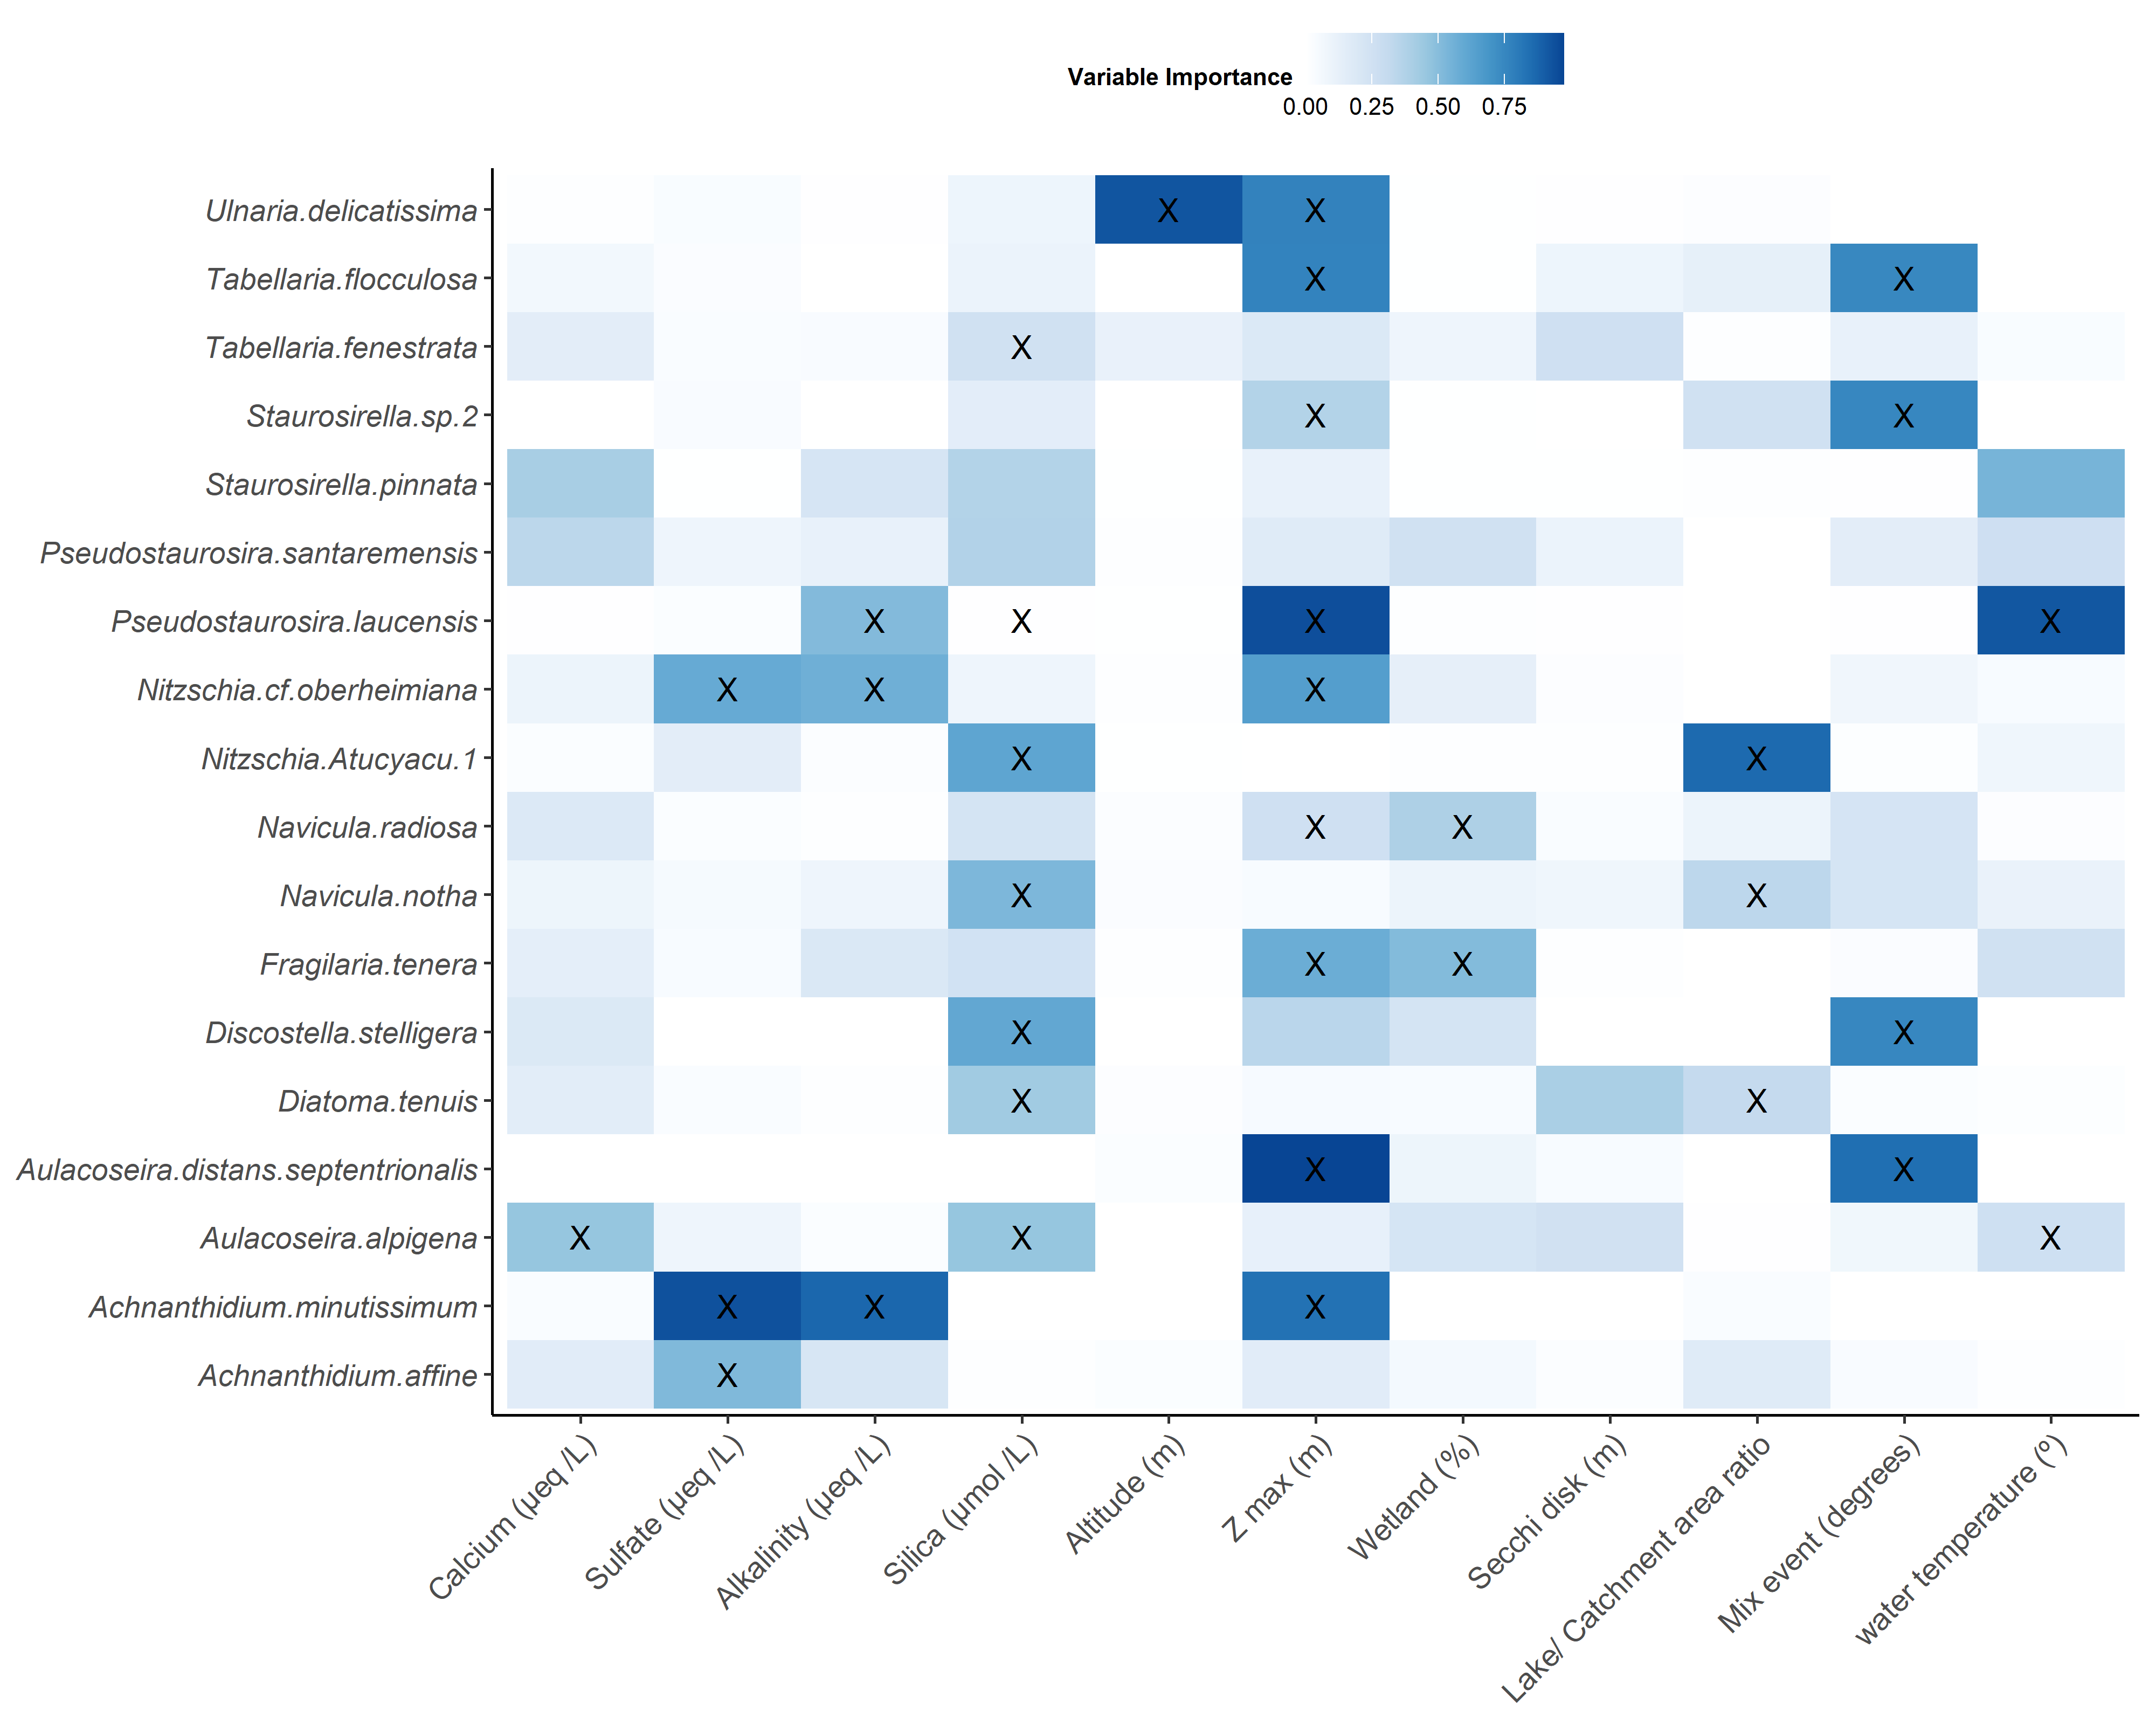 Variable Importance
0.00 0.25 0.50 0.75
Ulnaria.delicatissima X X
Tabellaria.flocculosa X X
Tabellaria.fenestrata X
Staurosirella.sp.2 X X
Staurosirella.pinnata
Pseudostaurosira.santaremensis
Pseudostaurosira.laucensis X X X X
Nitzschia.cf.oberheimiana X X X
Nitzschia.Atucyacu.1 X X
Navicula.radiosa X X
Navicula.notha X X
Fragilaria.tenera X X
Discostella.stelligera X X
Diatoma.tenuis X X
Aulacoseira.distans.septentrionalis X X
Aulacoseira.alpigena X X X
Achnanthidium.minutissimum X X X
Achnanthidium.affine X
Calcium (µeq /L)
Sulfate (µeq /L)
Alkalinity (µeq /L)
Silica (µmol /L)
Altitude (m)
Z max (m)
Wetland (%)
Secchi disk (m)
Lake/ Catchment area ratio
Mix event (degrees)
water temperature (º)